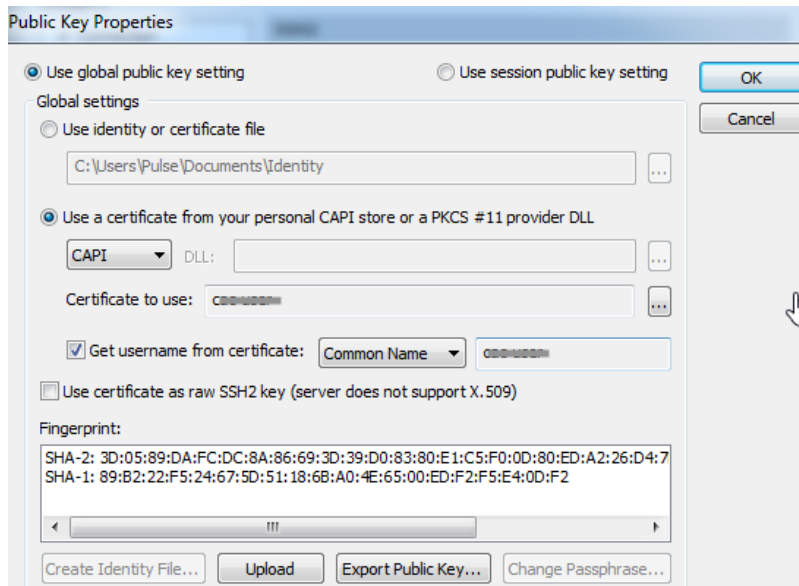 Public Key Properties
Use global public key setting
Use session public key setting
OK
Cancel
Global settings
Use identity or certificate file
C:\Users\Pulse\Documents\Identity
...
Use a certificate from your personal CAPI store or a PKCS #11 provider DLL
CAPI
DLL:
...
Certificate to use:
...
Get username from certificate:
Common Name
Use certificate as raw SSH2 key (server does not support X.509)
Fingerprint:
SHA-2: 3D:05:89:DA:FC:DC:8A:86:69:3D:39:D0:83:80:E1:C5:F0:0D:80:ED:A2:26:D4:7
SHA-1: 89:B2:22:F5:24:67:5D:51:18:6B:A0:4E:65:00:ED:F2:F5:E4:0D:F2
Create Identity File...
Upload
Export Public Key...
Change Passphrase...